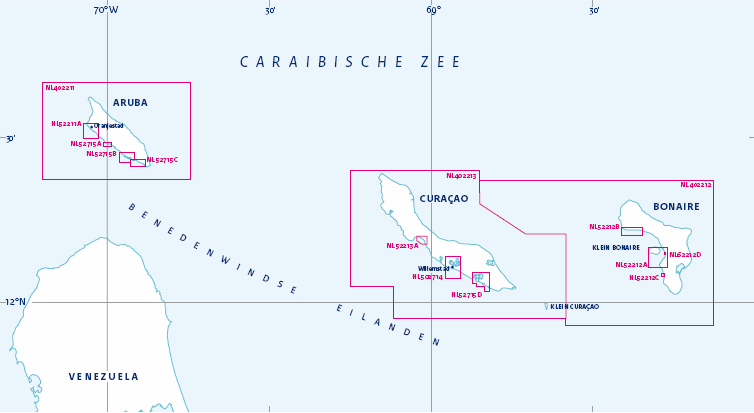 70° W
30'
69°
30'
CARAIBISCHE ZEE
NL402211
ARUBA
NL52211A
Oranjestad
30'
NL52715A
NL52715B
NL52715C
NL402213
NL402212
CURAÇAO
BONAIRE
BENEDENWINDSE EILANDEN
NL52212B
NL52213A
KLEIN BONAIRE
NL52212D
NL52212A
Willemstad
NL502714
NL52212C
NL52715D
12°N
KLEIN CURAÇAO
VENEZUELA